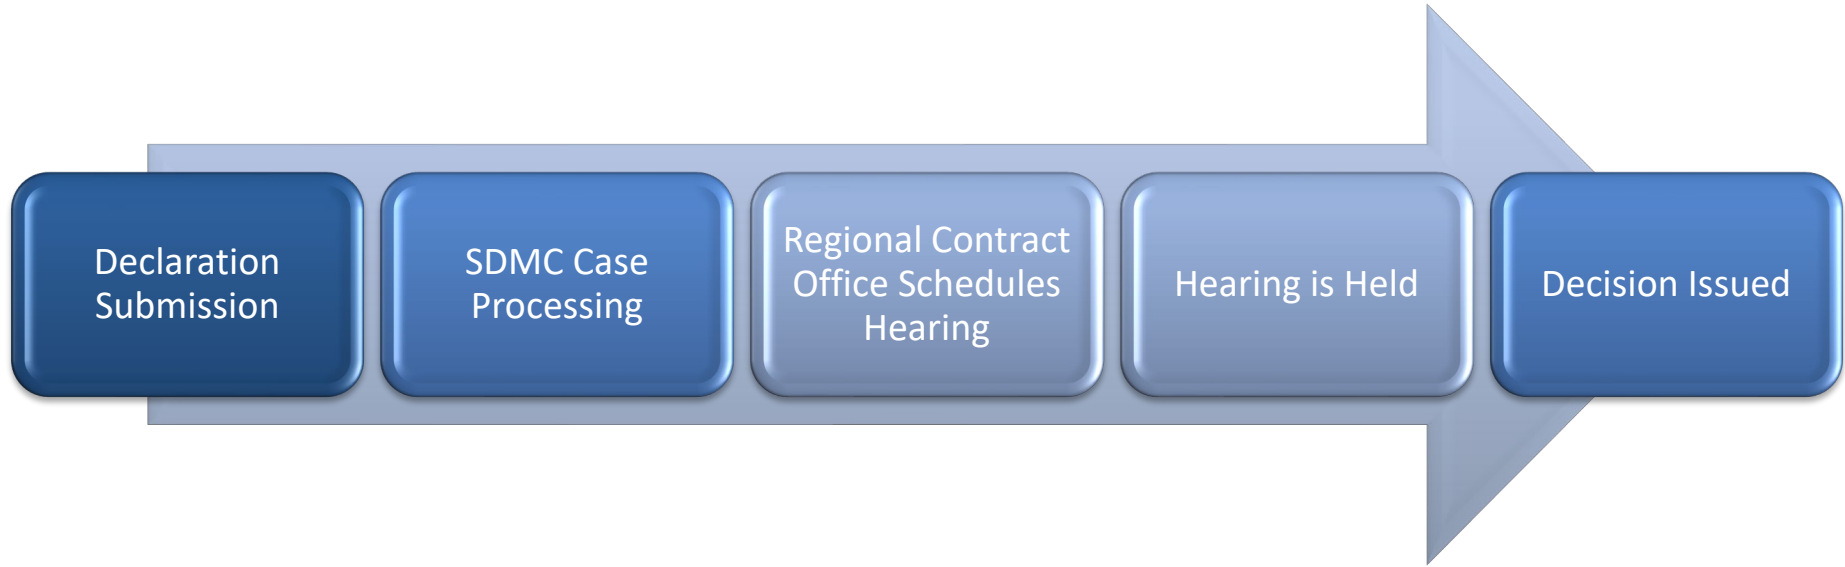 Declaration
Submission
SDMC Case
Processing
Regional Contract
Office Schedules
Hearing
Hearing is Held
Decision Issued